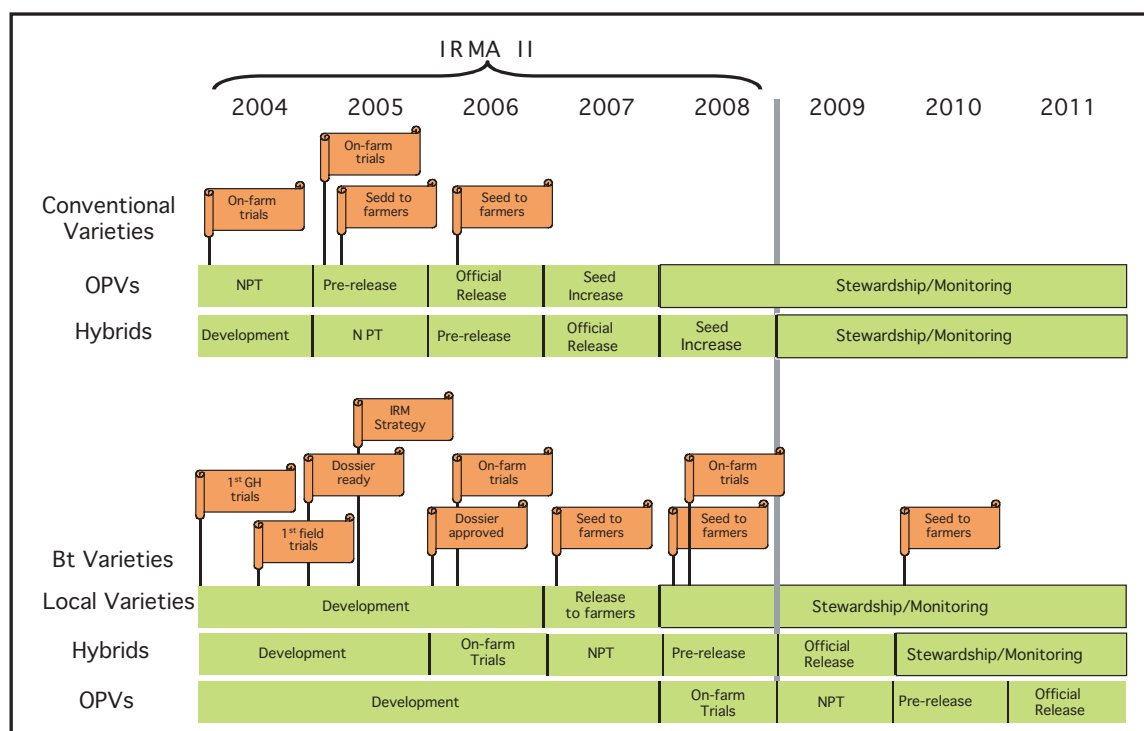 IRMA II
2004 2005 2006 2007 2008 2009 2010 2011
On-farm
trials
On-farm
trials
Sedd to
farmers
Seed to
farmers
Conventional
Varieties
OPVs
NPT
Pre-release
Official
Release
Seed
Increase
Stewardship/Monitoring
Hybrids
Development
N PT
Pre-release
Official
Release
Seed
Increase
Stewardship/Monitoring
IRM
Strategy
1st GH
trials
Dossier
ready
On-farm
trials
On-farm
trials
1st field
trials
Dossier
approved
Seed to
farmers
Seed to
farmers
Seed to
farmers
Bt Varieties
Local Varieties
Development
Release
to farmers
Stewardship/Monitoring
Hybrids
Development
On-farm
Trials
NPT
Pre-release
Official
Release
Stewardship/Monitoring
OPVs
Development
On-farm
Trials
NPT
Pre-release
Official
Release